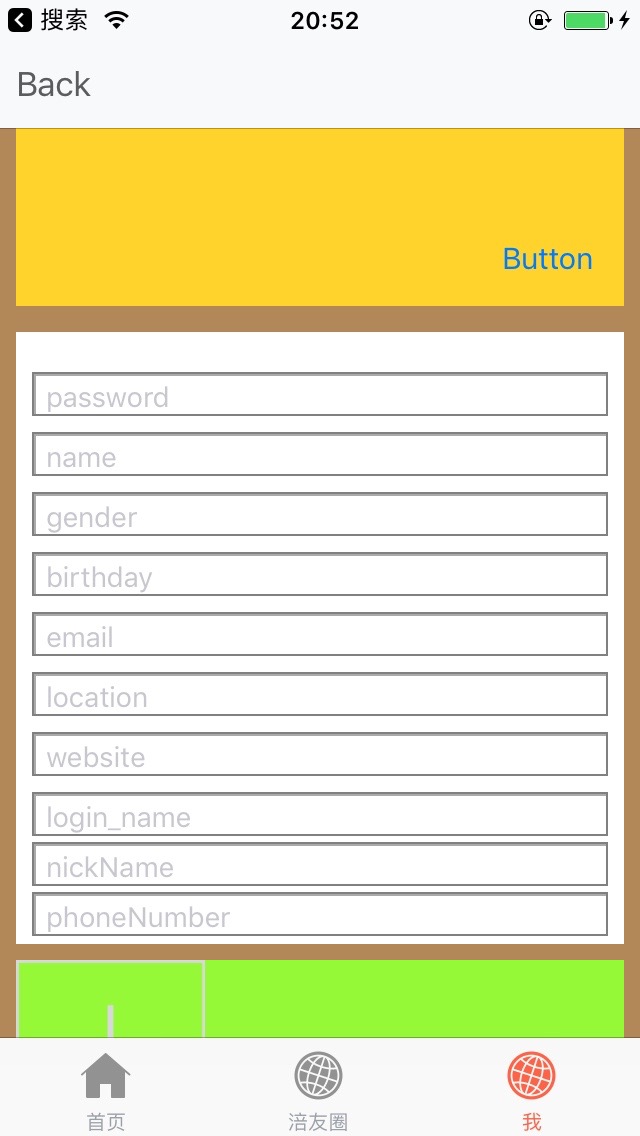 搜索 20:52
Back
Button
password
name
gender
birthday
email
location
website
login_name
nickName
phoneNumber
首页 涪友圈 我